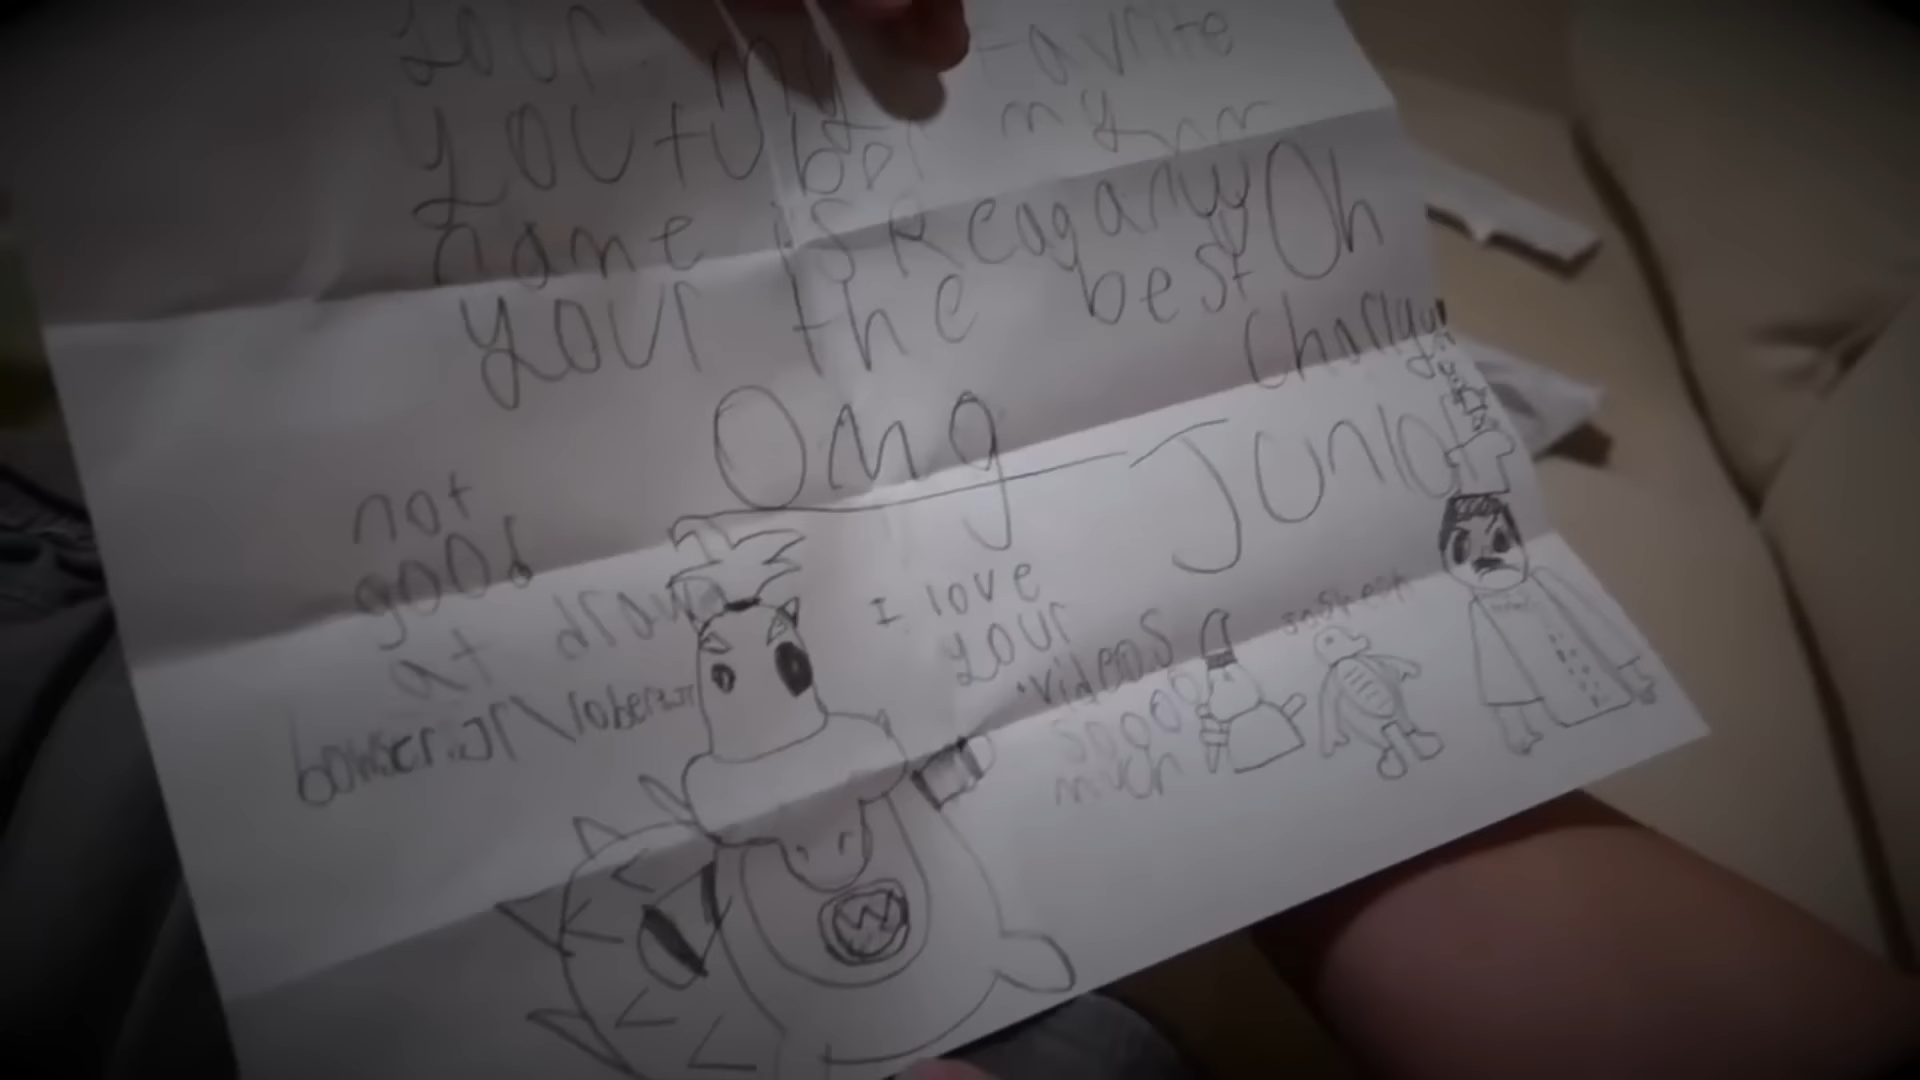 your my favrite
youtuber my
name is Reagan
your the best Oh
Omg
Junior
not
good
at draw
I love
your
videos
sooo
much